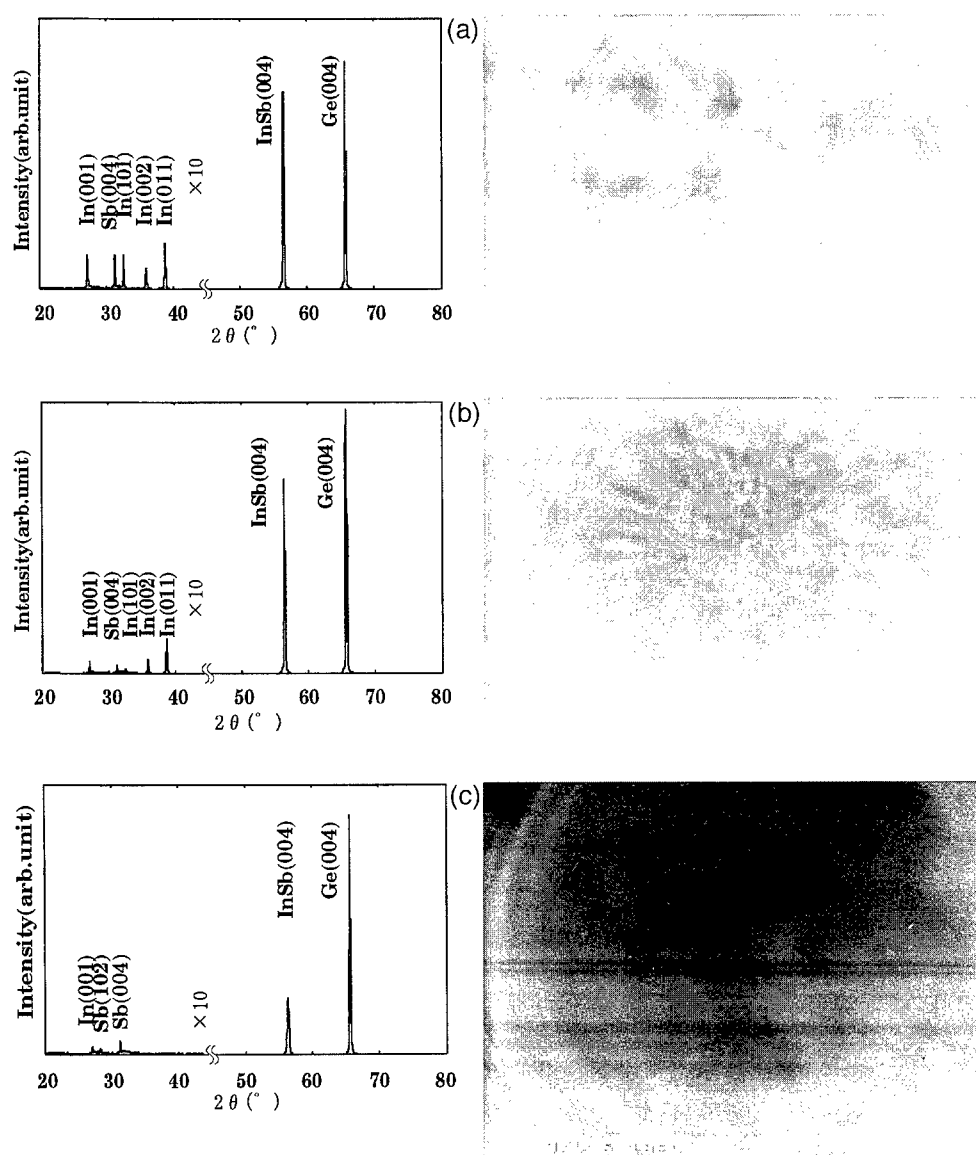 (a)
Intensity(arb.unit)
In(001)
Sb(004)
In(101)
In(002)
In(011)
×10
InSb(004)
Ge(004)
20 30 40 50 60 70 80
2θ(°)
(b)
Intensity(arb.unit)
In(001)
Sb(004)
In(101)
In(002)
In(011)
×10
InSb(004)
Ge(004)
20 30 40 50 60 70 80
2θ(°)
(c)
Intensity(arb.unit)
In(001)
Sb(102)
Sb(004)
×10
InSb(004)
Ge(004)
20 30 40 50 60 70 80
2θ(°)